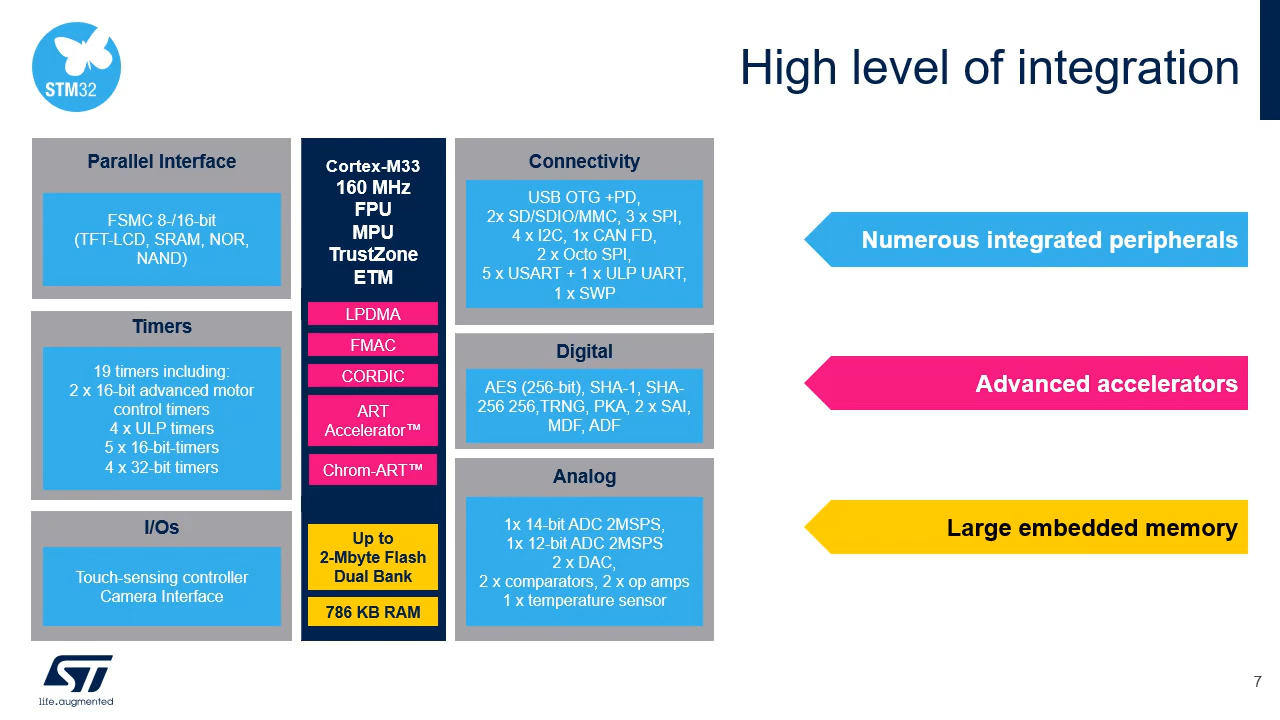 STM32
High level of integration
Parallel Interface
FSMC 8-/16-bit
(TFT-LCD, SRAM, NOR,
NAND)
Timers
19 timers including:
2 x 16-bit advanced motor
control timers
4 x ULP timers
5 x 16-bit-timers
4 x 32-bit timers
I/Os
Touch-sensing controller
Camera Interface
Cortex-M33
160 MHz
FPU
MPU
TrustZone
ETM
LPDMA
FMAC
CORDIC
ART
Accelerator™
Chrom-ART™
Up to
2-Mbyte Flash
Dual Bank
786 KB RAM
Connectivity
USB OTG +PD,
2x SD/SDIO/MMC, 3 x SPI,
4 x I2C, 1x CAN FD,
2 x Octo SPI,
5 x USART + 1 x ULP UART,
1 x SWP
Digital
AES (256-bit), SHA-1, SHA-
256 256,TRNG, PKA, 2 x SAI,
MDF, ADF
Analog
1x 14-bit ADC 2MSPS,
1x 12-bit ADC 2MSPS
2 x DAC,
2 x comparators, 2 x op amps
1 x temperature sensor
Numerous integrated peripherals
Advanced accelerators
Large embedded memory
ST
life.augmented
7